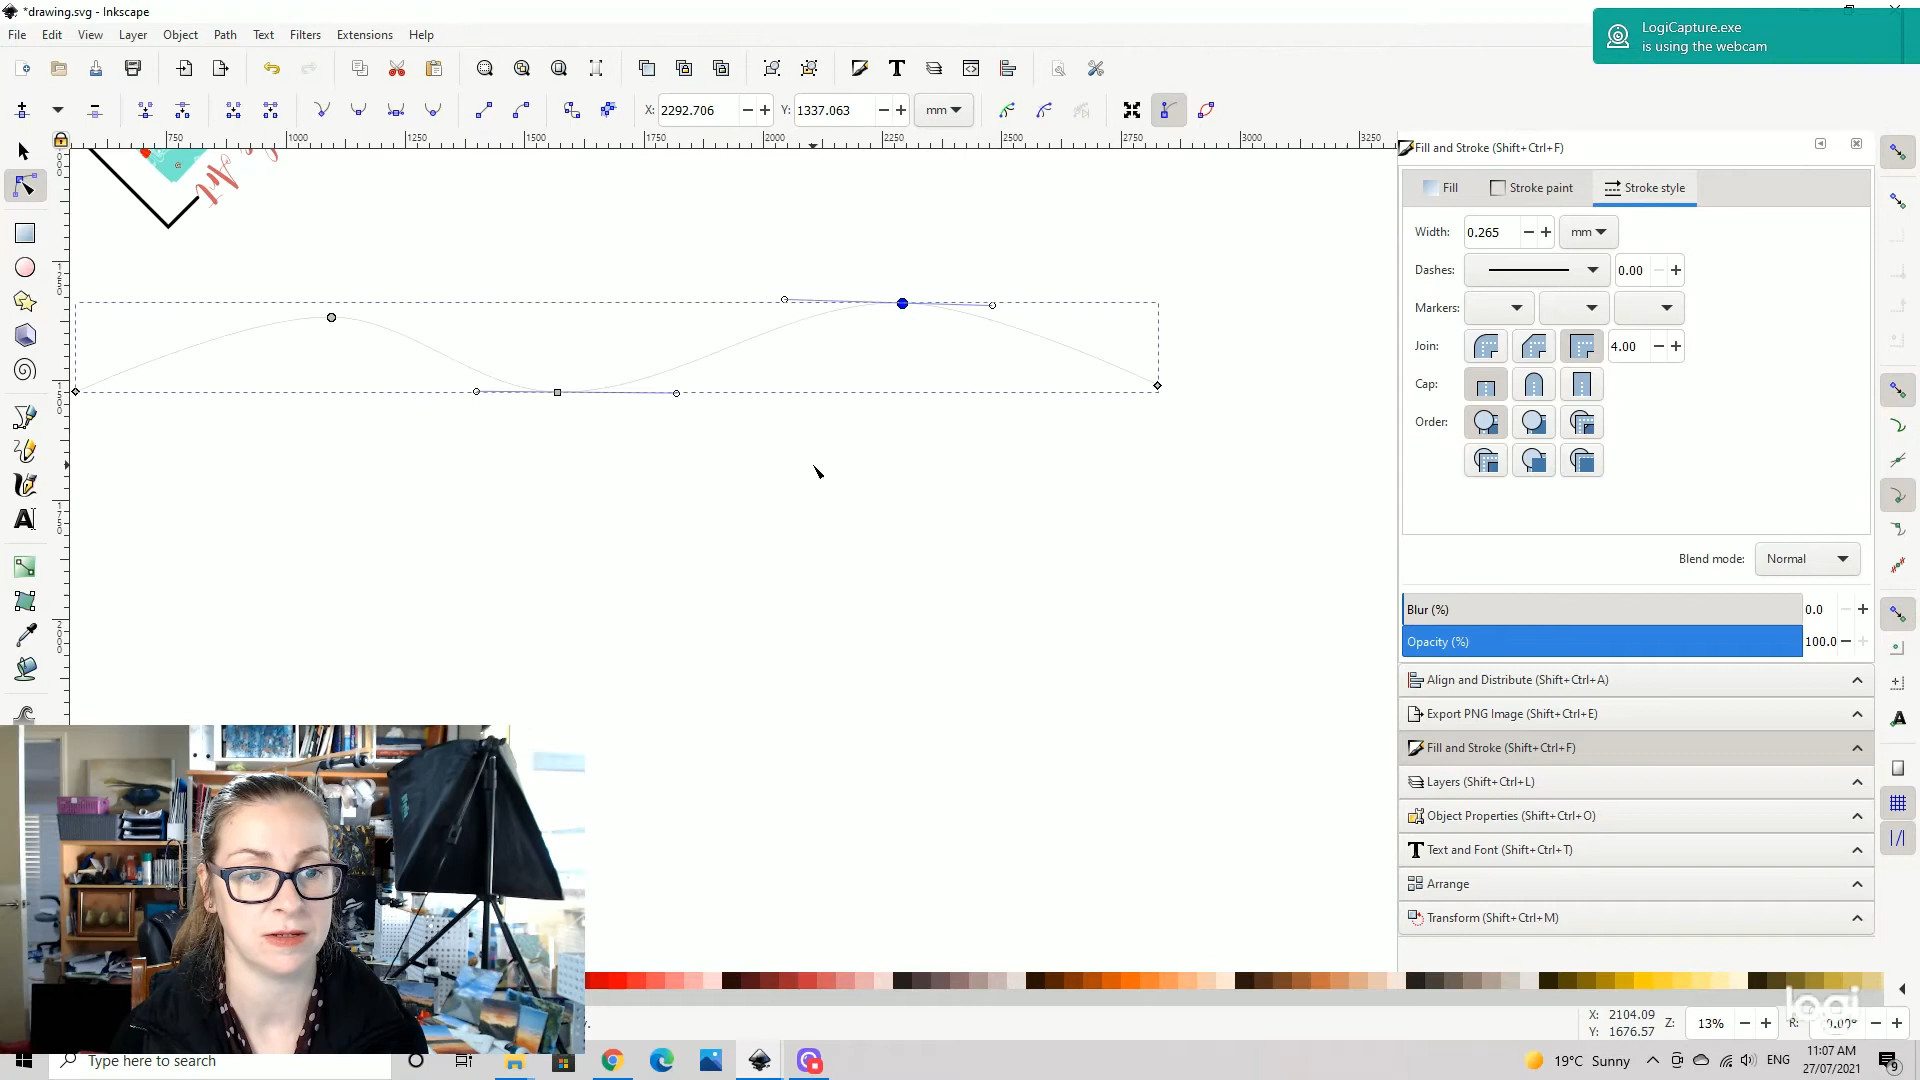 *drawing.svg - Inkscape
LogiCapture.exe
is using the webcam
File Edit View Layer Path Object Text Filters Extensions Help
X: 2292.706 Y: 1337.063 mm
750 1000 1250 1500 1750 2000 2250 2500 2750 3000 3250
Art
Fill and Stroke (Shift+Ctrl+F)
Fill Stroke paint Stroke style
Width: 0.265 mm
Dashes: 0.00
Markers:
Join: 4.00
Cap:
Order:
Blend mode: Normal
Blur (%) 0.0
Opacity (%) 100.0
Align and Distribute (Shift+Ctrl+A)
Export PNG Image (Shift+Ctrl+E)
Fill and Stroke (Shift+Ctrl+F)
Layers (Shift+Ctrl+L)
Object Properties (Shift+Ctrl+O)
Text and Font (Shift+Ctrl+T)
Arrange
Transform (Shift+Ctrl+M)
logi
X: 2104.09
Y: 1676.57
Z: 13% R: 0.00°
Type here to search
19°C Sunny
ENG
11:07 AM
27/07/2021
9